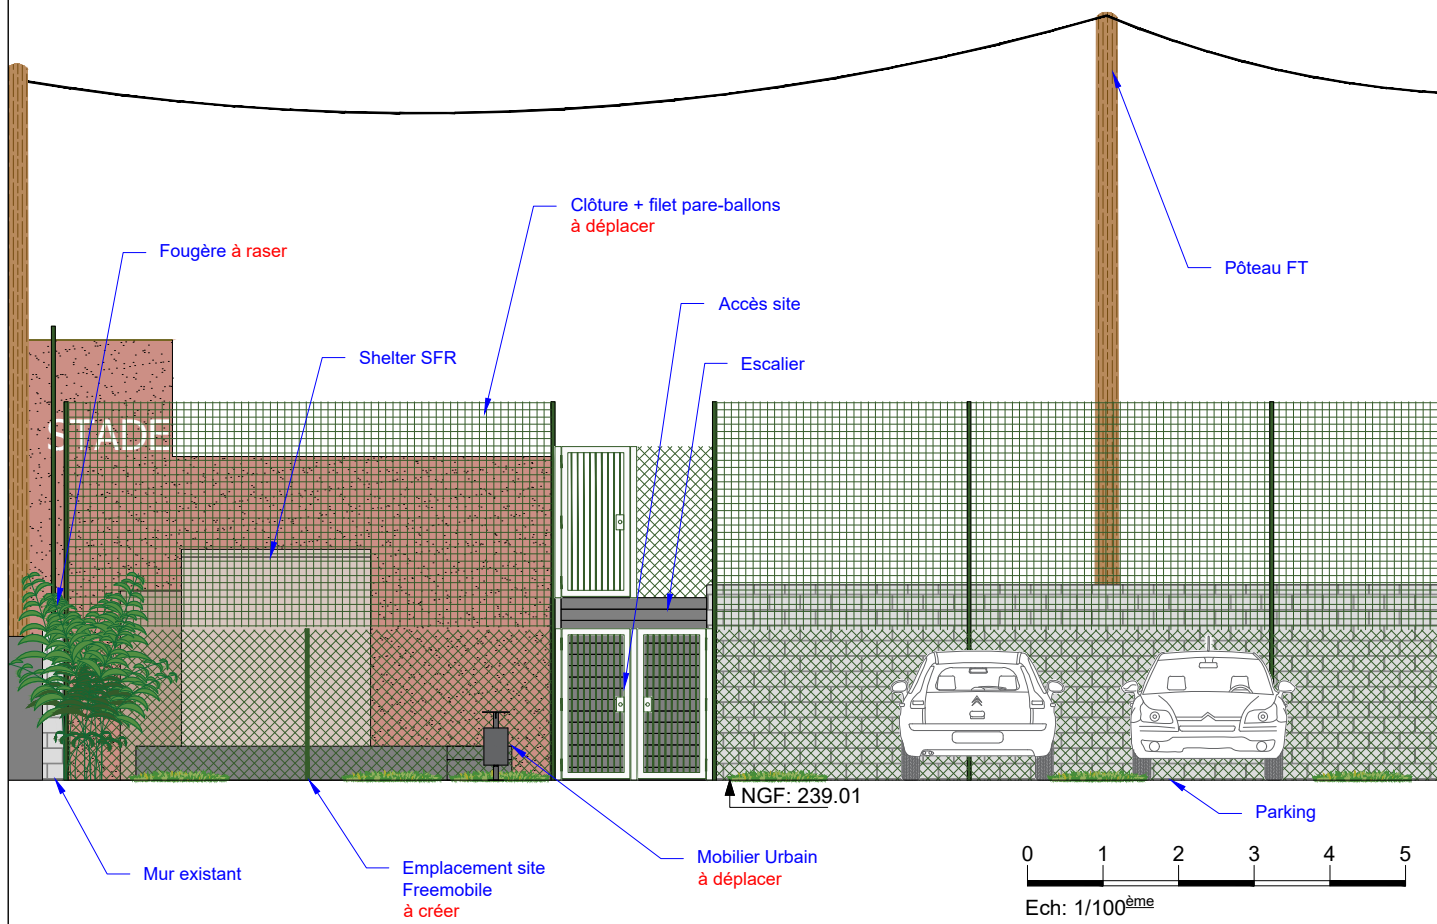 Clôture + filet pare-ballons
à déplacer
Fougère à raser
Pôteau FT
Accès site
Shelter SFR
Escalier
STADE
NGF: 239.01
Parking
Mur existant
Emplacement site
Freemobile
à créer
Mobilier Urbain
à déplacer
0 1 2 3 4 5
Ech: 1/100ème